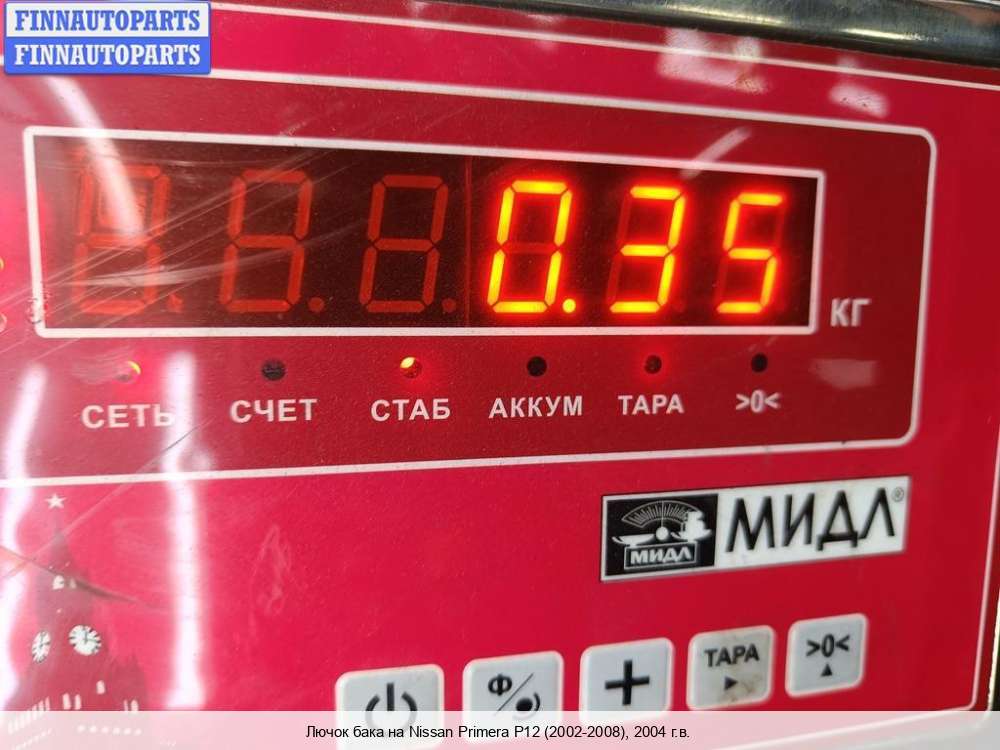 FINNAUTOPARTS
FINNAUTOPARTS
0.35
КГ
СЕТЬ СЧЕТ СТАБ АККУМ ТАРА >0<
МИДЛ МИДЛ®
Ф + ТАРА >0<
Лючок бака на Nissan Primera P12 (2002-2008), 2004 г.в.